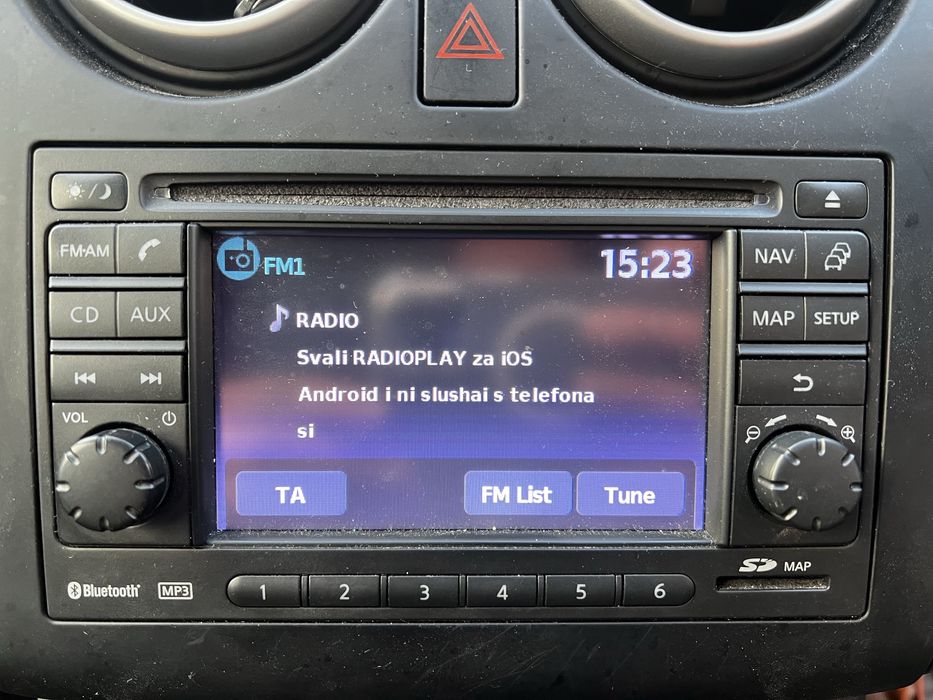 FM·AM
CD
AUX
VOL
FM1
15:23
RADIO
Svali RADIOPLAY za iOS
Android i ni slushai s telefona
si
TA
FM List
Tune
NAV
MAP
SETUP
Bluetooth
MP3
1
2
3
4
5
6
SD
MAP